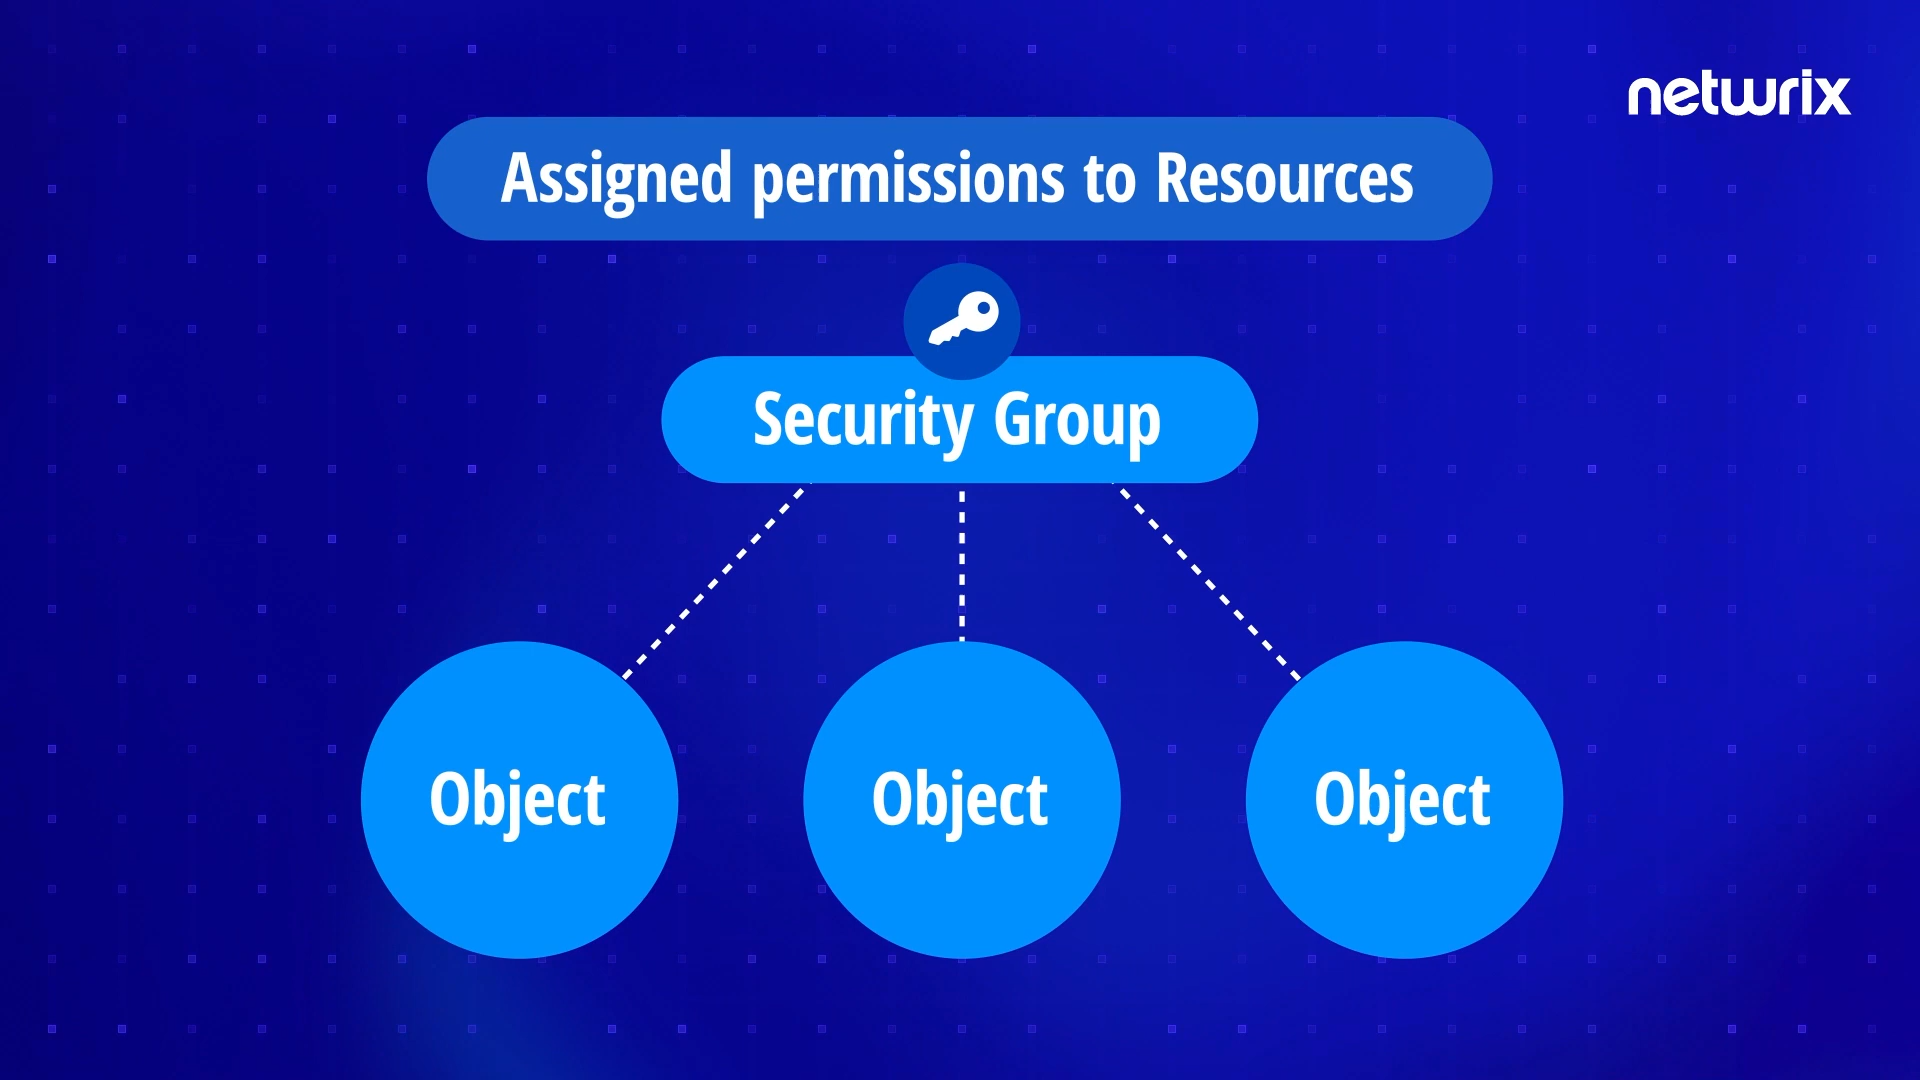 netwrix
Assigned permissions to Resources
Security Group
Object
Object
Object